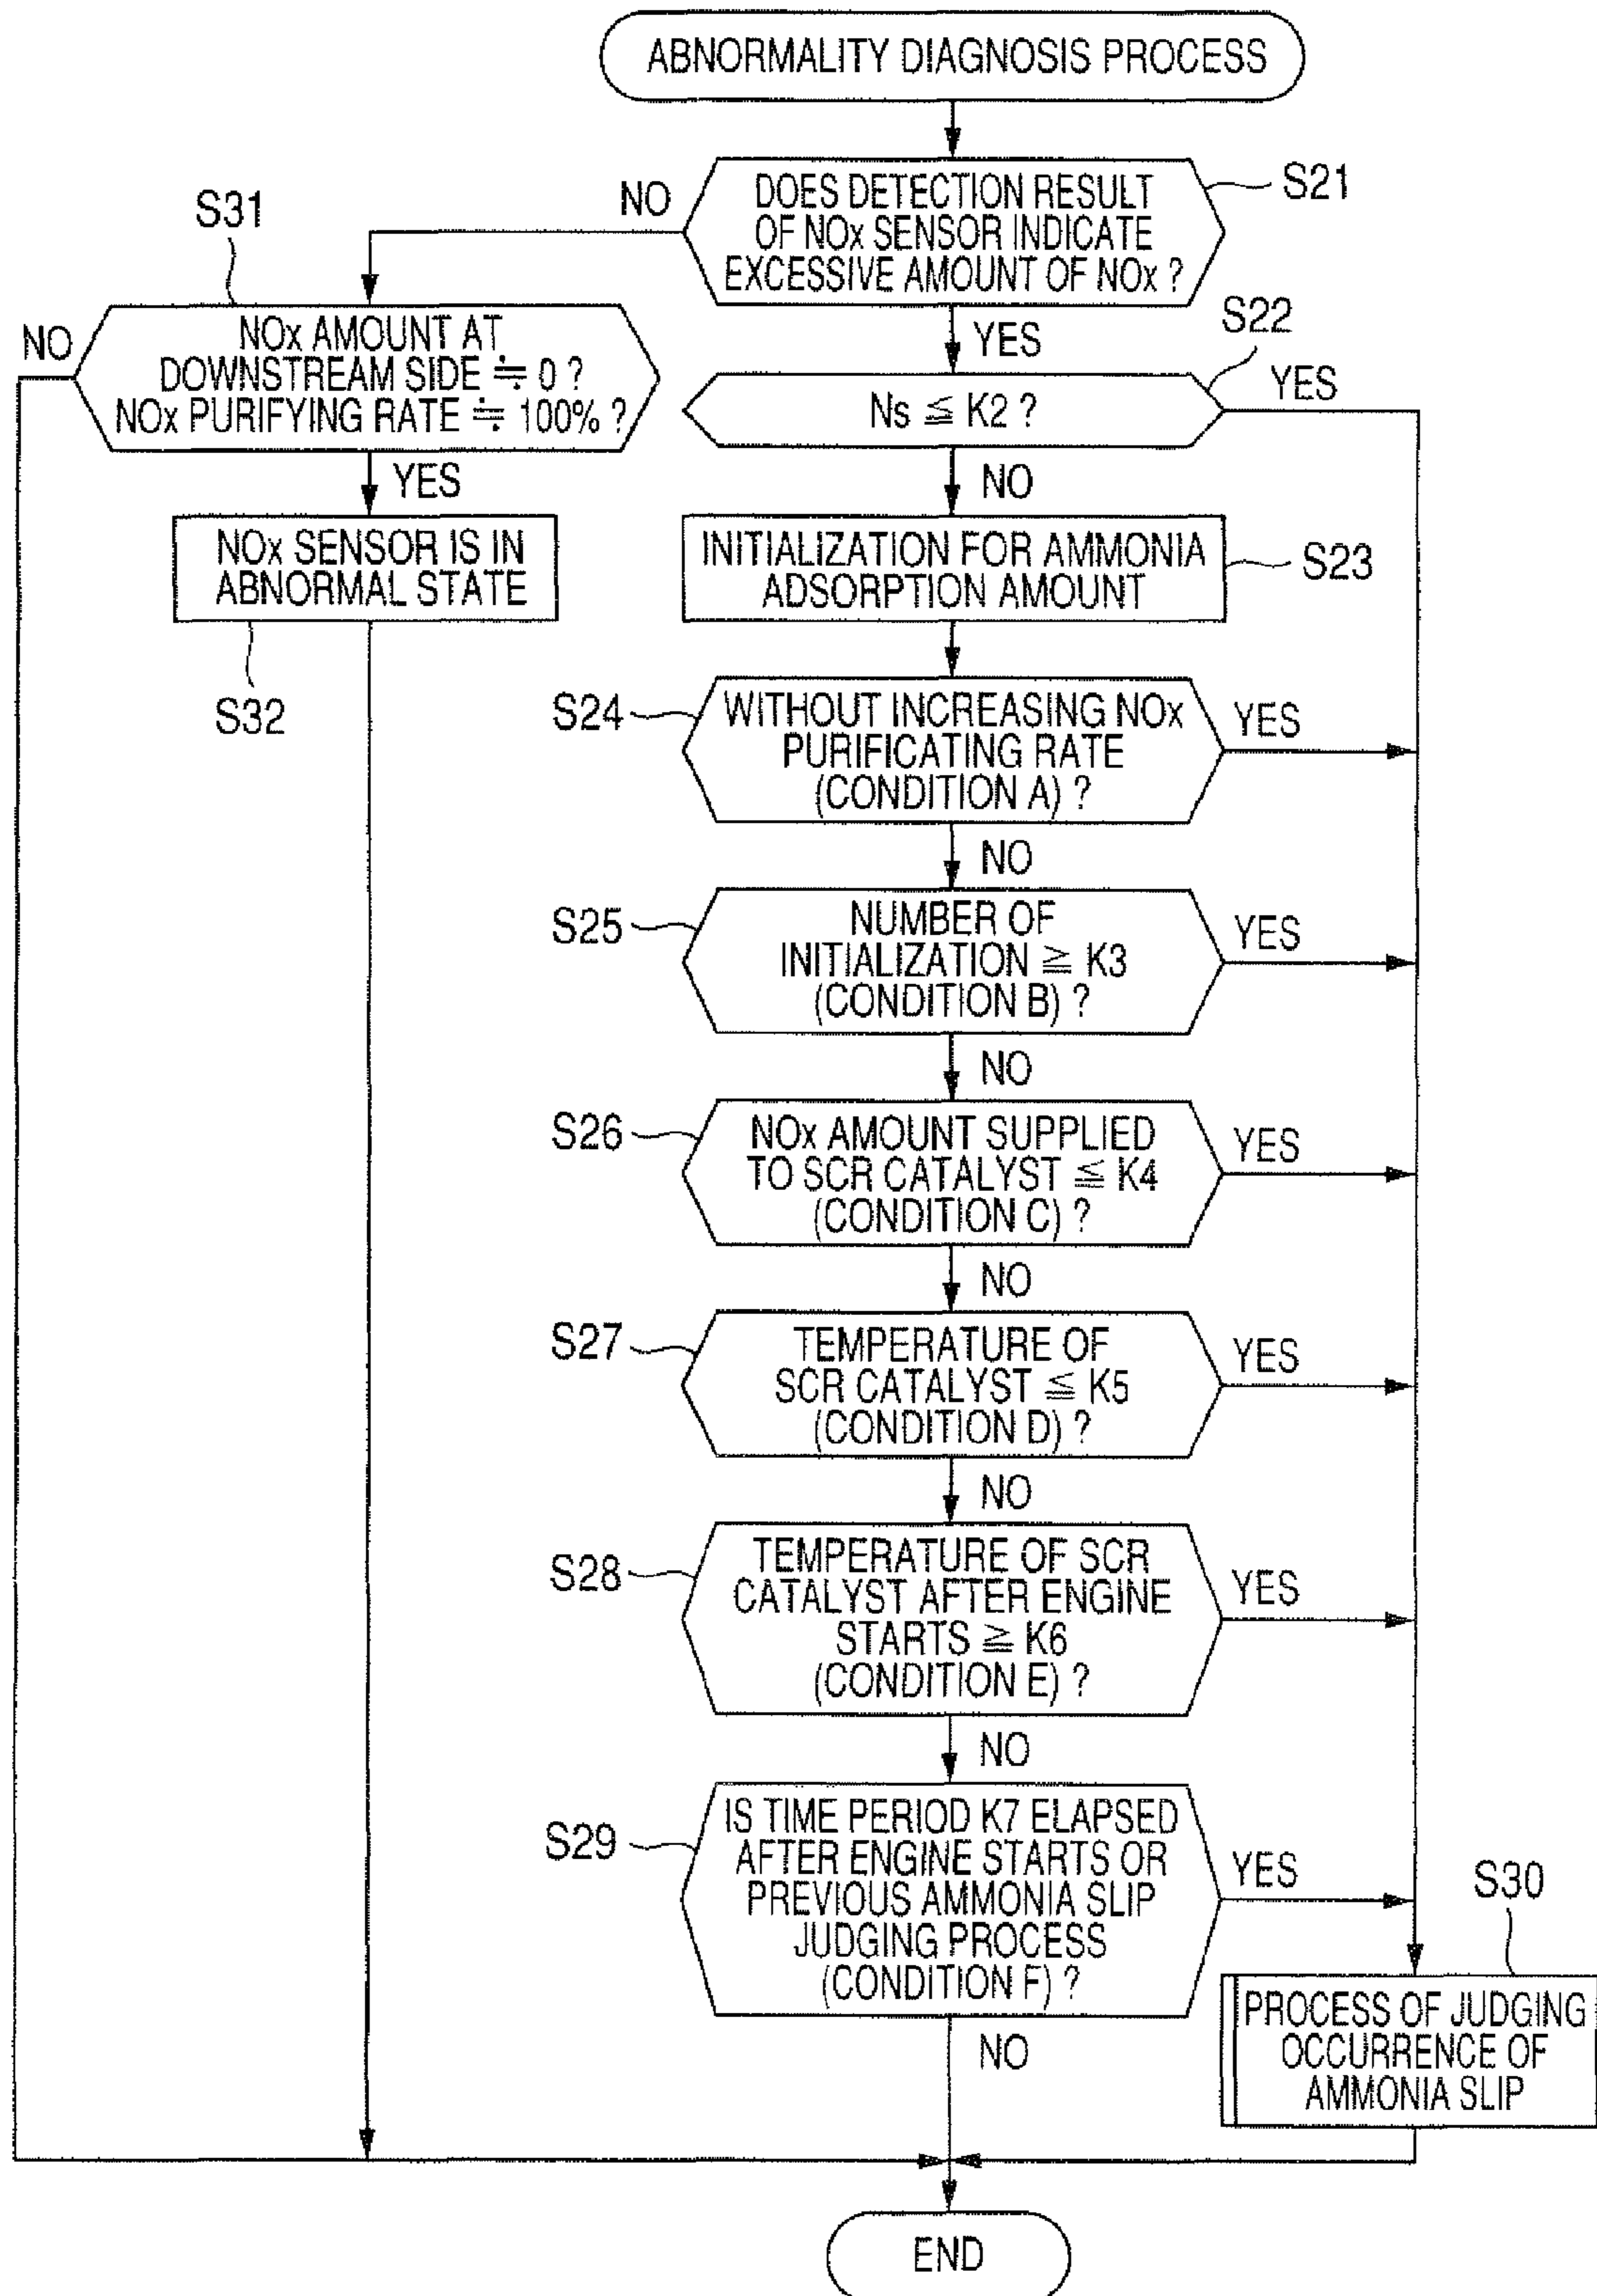 ABNORMALITY DIAGNOSIS PROCESS
DOES DETECTION RESULT
OF NOx SENSOR INDICATE
EXCESSIVE AMOUNT OF NOx ?
S21
NO
YES
S31
NOx AMOUNT AT
DOWNSTREAM SIDE ≒ 0 ?
NOx PURIFYING RATE ≒ 100% ?
NO
YES
NOx SENSOR IS IN
ABNORMAL STATE
S32
S22
Ns ≦ K2 ?
YES
NO
INITIALIZATION FOR AMMONIA
ADSORPTION AMOUNT
S23
S24
WITHOUT INCREASING NOx
PURIFICATING RATE
(CONDITION A) ?
YES
NO
S25
NUMBER OF
INITIALIZATION ≧ K3
(CONDITION B) ?
YES
NO
S26
NOx AMOUNT SUPPLIED
TO SCR CATALYST ≦ K4
(CONDITION C) ?
YES
NO
S27
TEMPERATURE OF
SCR CATALYST ≦ K5
(CONDITION D) ?
YES
NO
S28
TEMPERATURE OF SCR
CATALYST AFTER ENGINE
STARTS ≧ K6
(CONDITION E) ?
YES
NO
S29
IS TIME PERIOD K7 ELAPSED
AFTER ENGINE STARTS OR
PREVIOUS AMMONIA SLIP
JUDGING PROCESS
(CONDITION F) ?
YES
NO
S30
PROCESS OF JUDGING
OCCURRENCE OF
AMMONIA SLIP
END